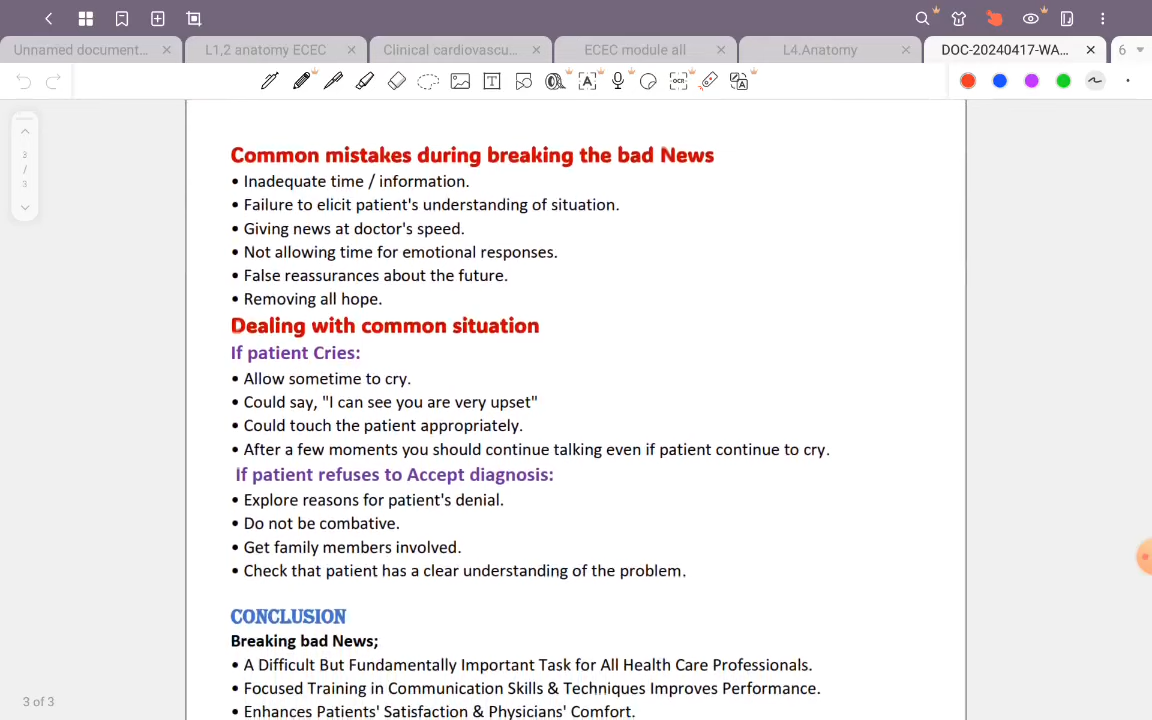 Unnamed document...
L1,2 anatomy ECEC
Clinical cardiovascu...
ECEC module all
L4.Anatomy
DOC-20240417-WA...
6
OCR
3
/
3
Common mistakes during breaking the bad News
• Inadequate time / information.
• Failure to elicit patient's understanding of situation.
• Giving news at doctor's speed.
• Not allowing time for emotional responses.
• False reassurances about the future.
• Removing all hope.
Dealing with common situation
If patient Cries:
• Allow sometime to cry.
• Could say, "I can see you are very upset"
• Could touch the patient appropriately.
• After a few moments you should continue talking even if patient continue to cry.
If patient refuses to Accept diagnosis:
• Explore reasons for patient's denial.
• Do not be combative.
• Get family members involved.
• Check that patient has a clear understanding of the problem.
CONCLUSION
Breaking bad News;
• A Difficult But Fundamentally Important Task for All Health Care Professionals.
• Focused Training in Communication Skills & Techniques Improves Performance.
• Enhances Patients' Satisfaction & Physicians' Comfort.
3 of 3